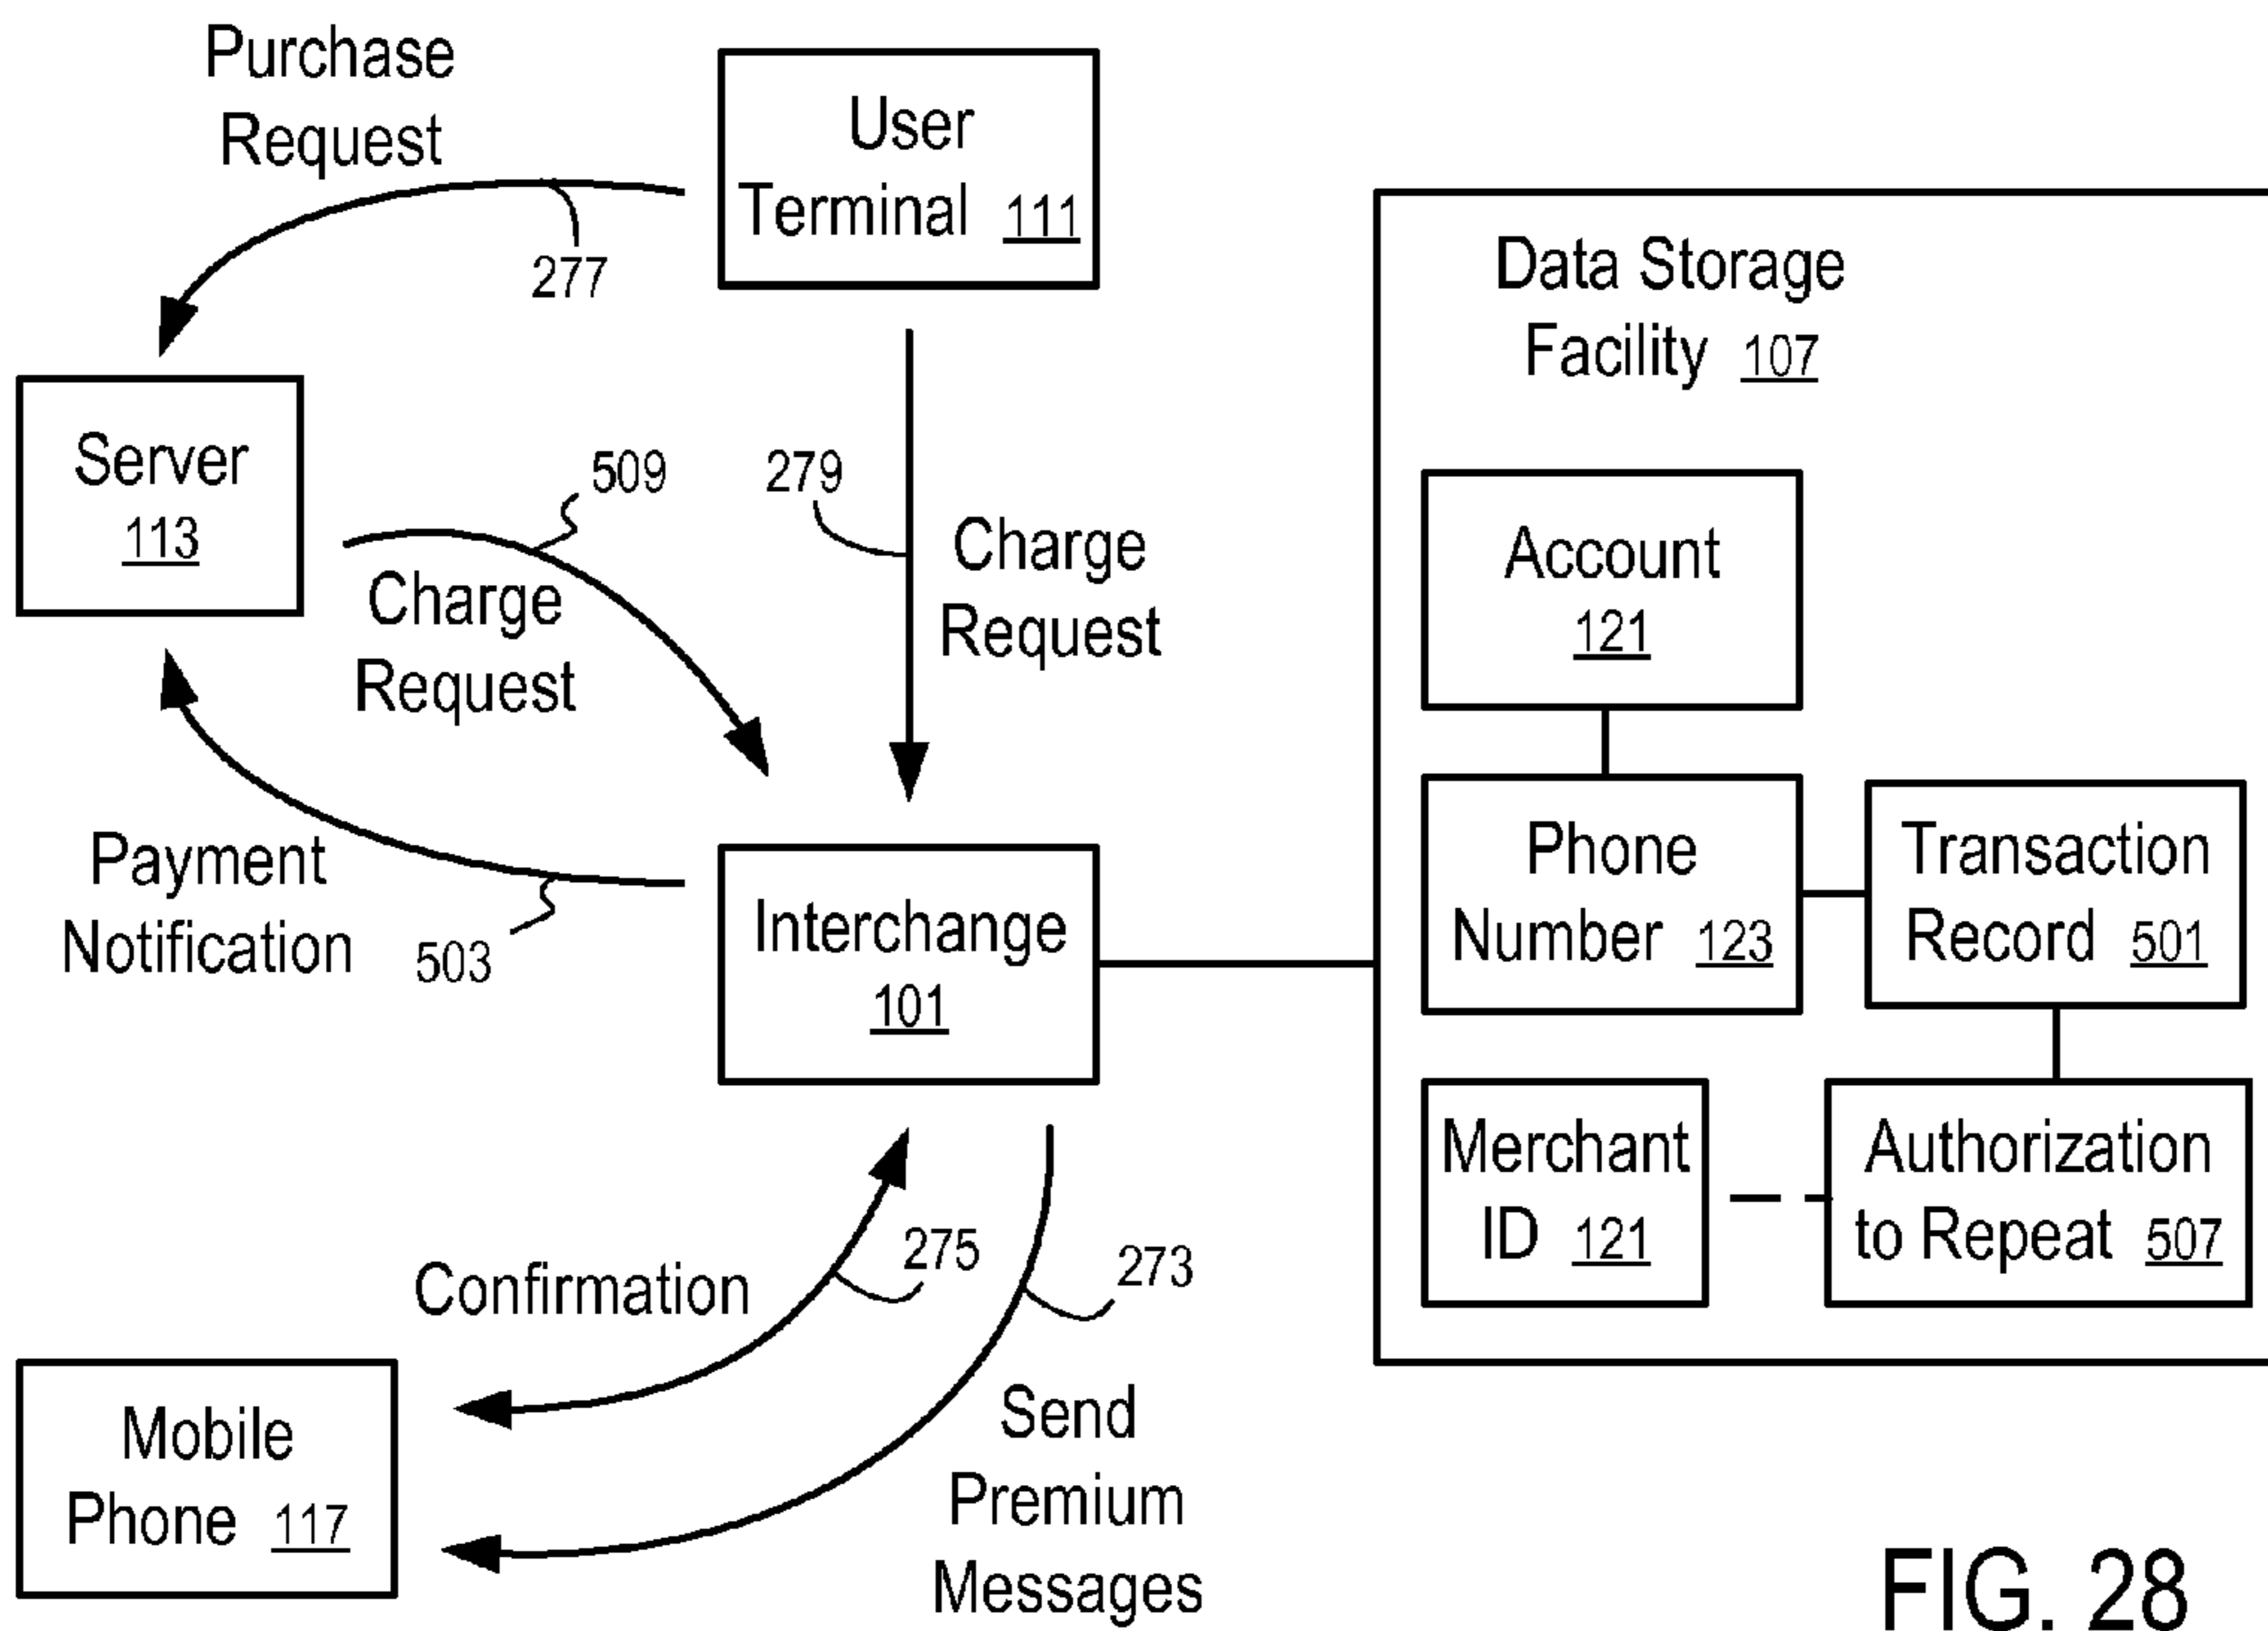 Purchase
Request
277
User
Terminal 111
Server
113
509
Charge
Request
279
Charge
Request
Payment
Notification
503
Interchange
101
Confirmation
275
273
Send
Premium
Messages
Mobile
Phone 117
Data Storage
Facility 107
Account
121
Phone
Number 123
Transaction
Record 501
Merchant
ID 121
Authorization
to Repeat 507
FIG. 28